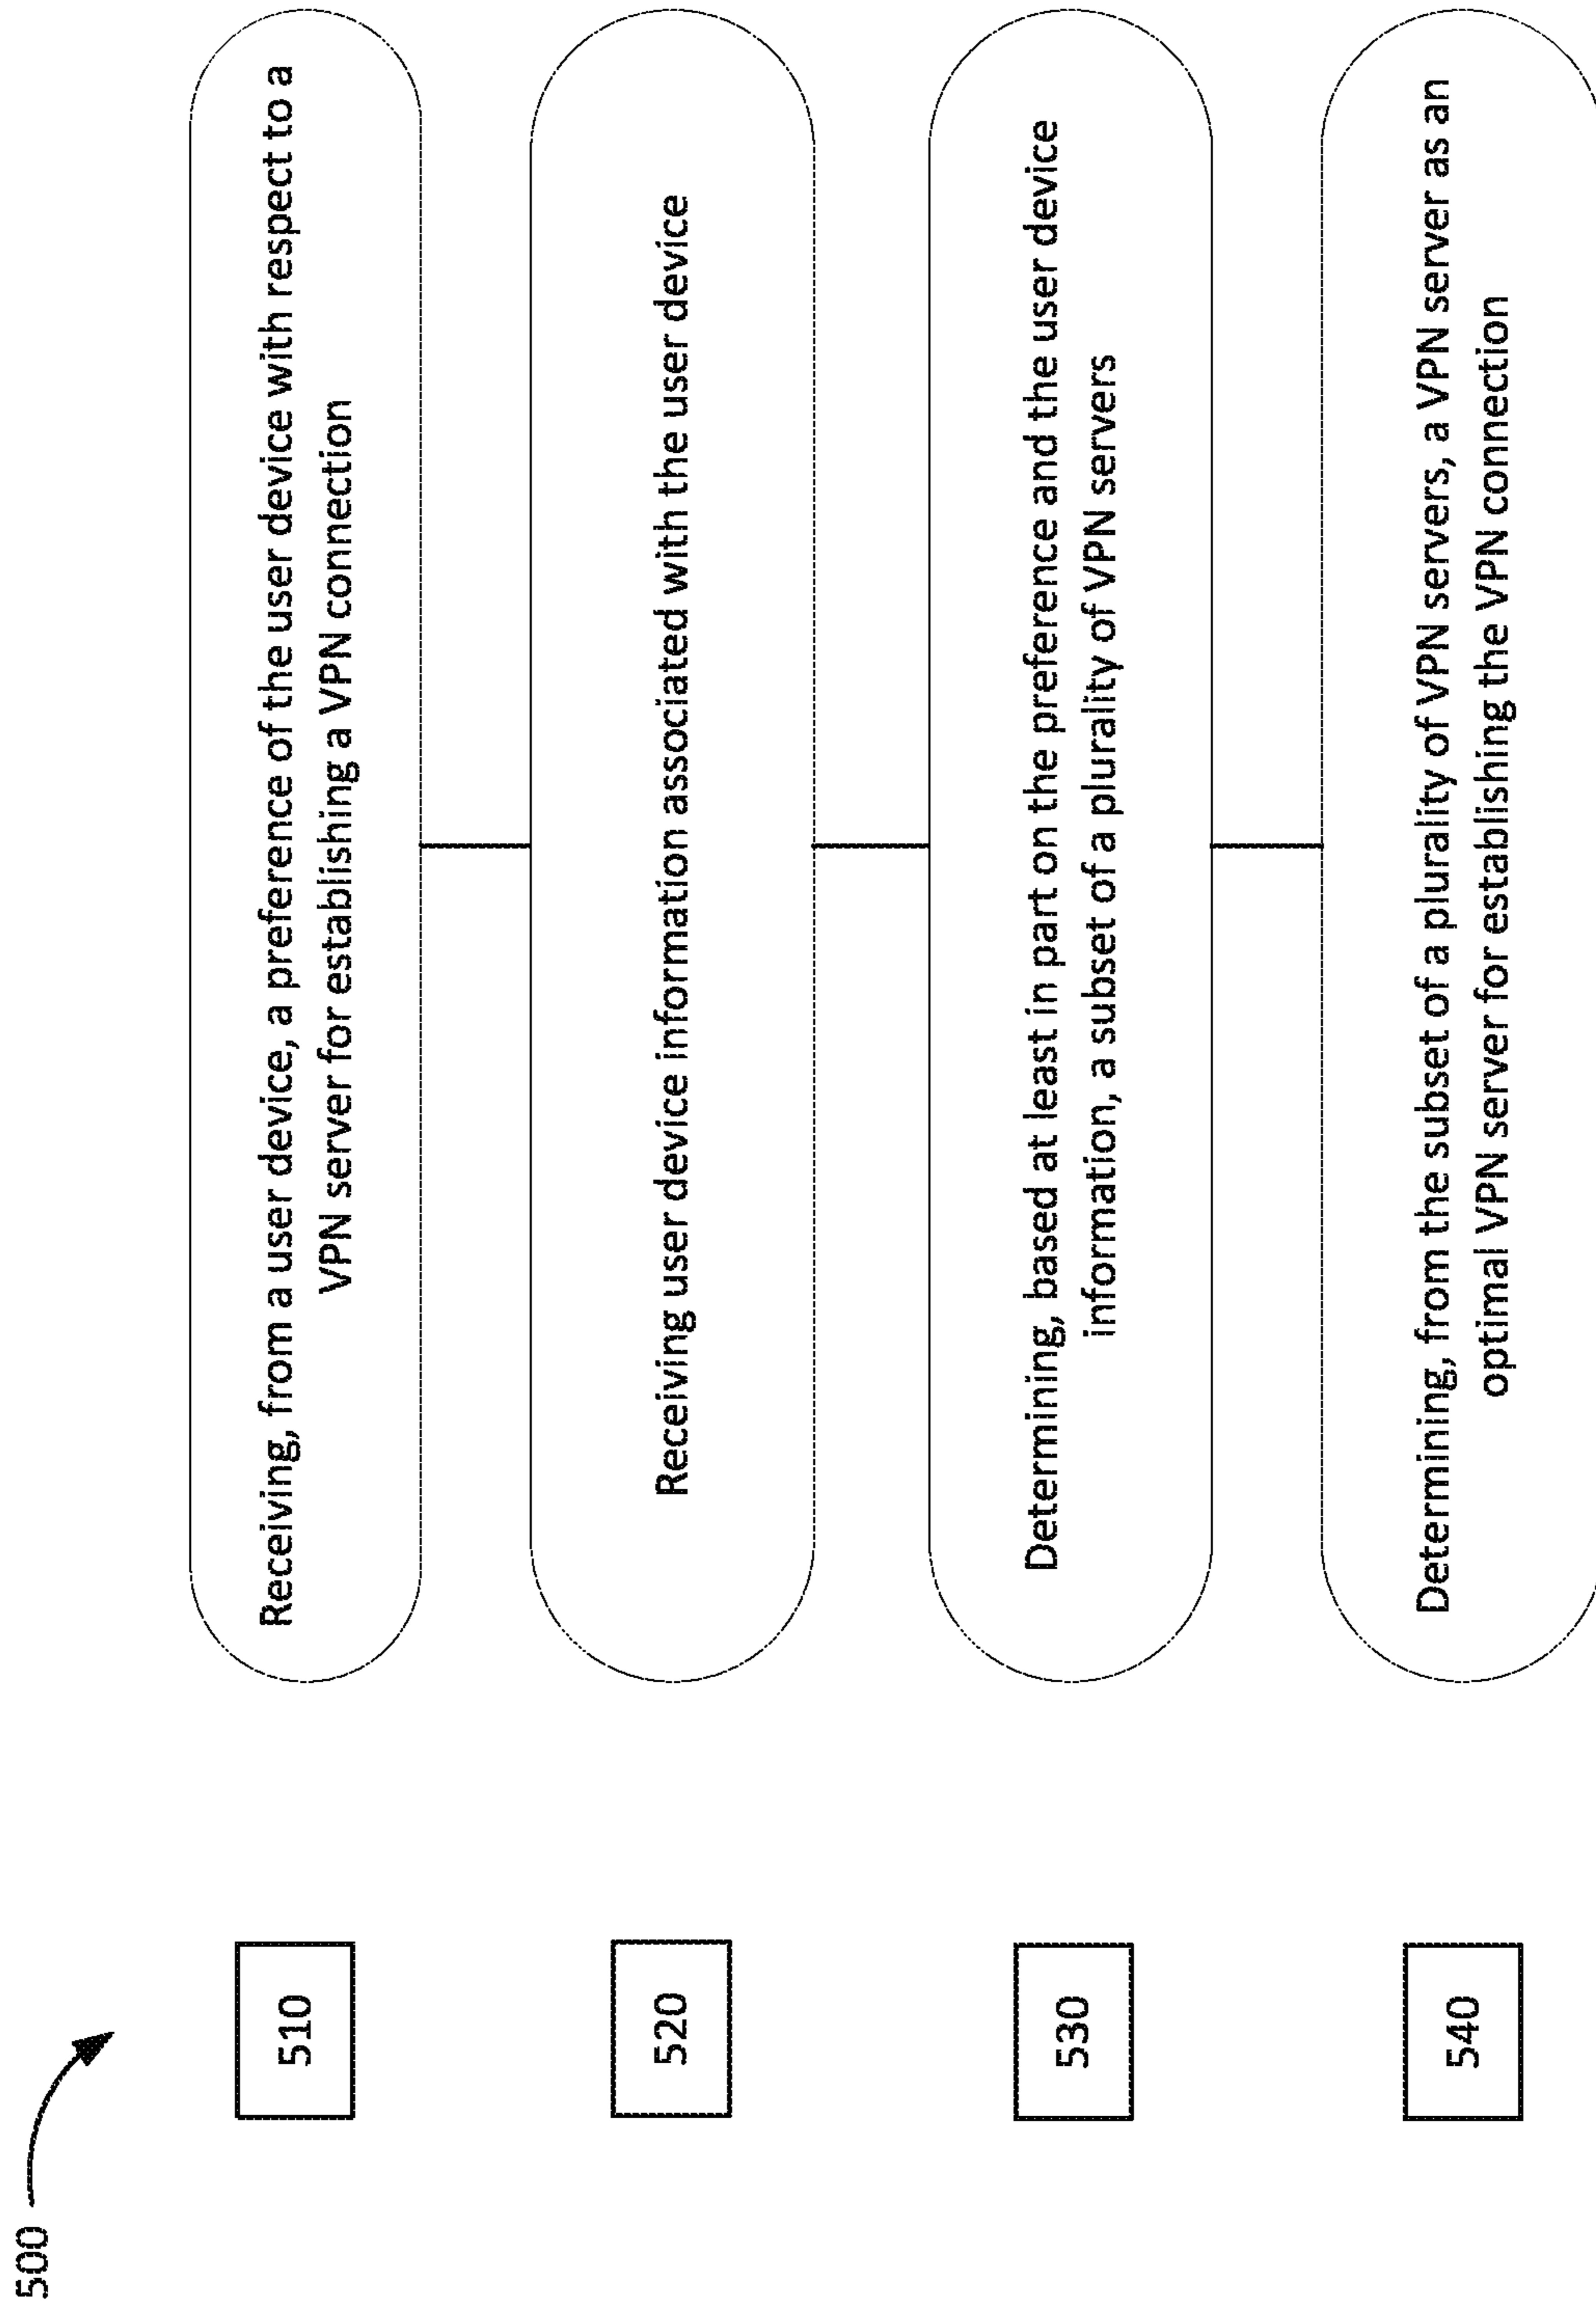 500
510
Receiving, from a user device, a preference of the user device with respect to a
VPN server for establishing a VPN connection
520
Receiving user device information associated with the user device
530
Determining, based at least in part on the preference and the user device
information, a subset of a plurality of VPN servers
540
Determining, from the subset of a plurality of VPN servers, a VPN server as an
optimal VPN server for establishing the VPN connection